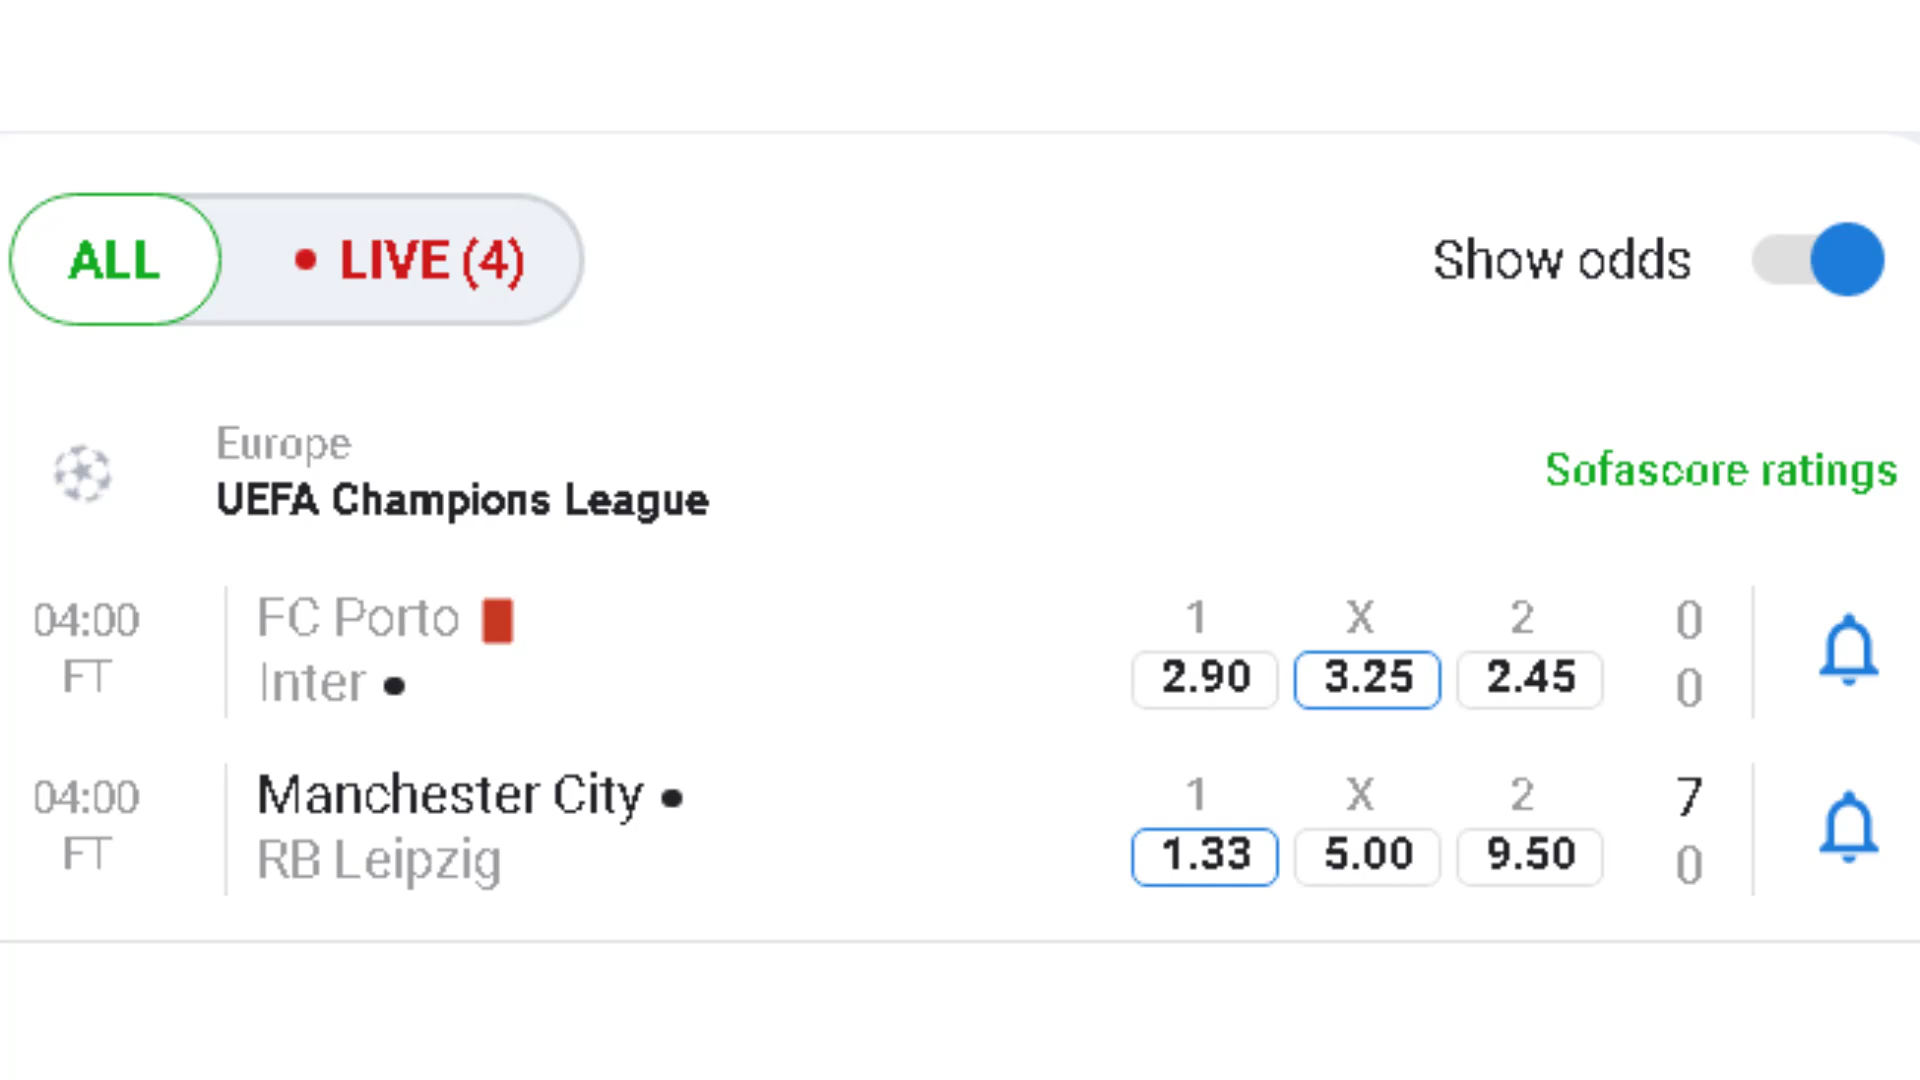 ALL
LIVE (4)
Show odds
Europe
UEFA Champions League
Sofascore ratings
04:00
FT
FC Porto
Inter
1 X 2
2.90 3.25 2.45
0
0
04:00
FT
Manchester City
RB Leipzig
1 X 2
1.33 5.00 9.50
7
0